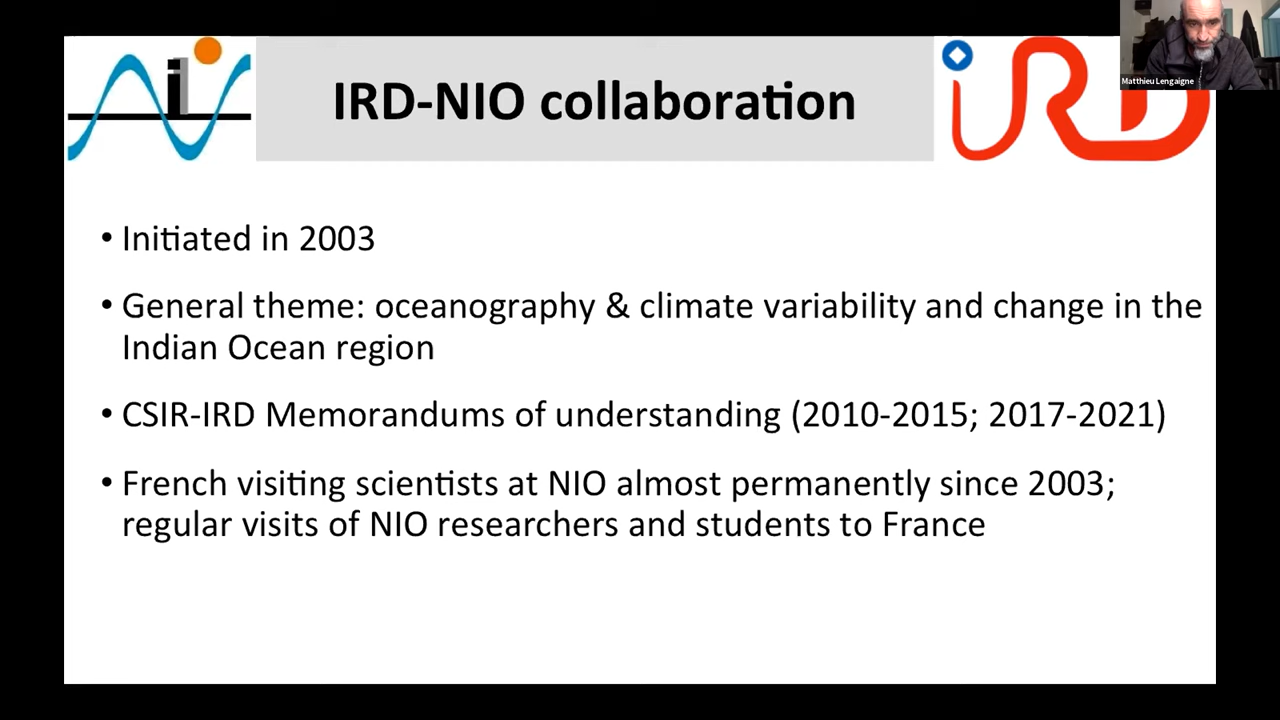 Matthieu Lengaigne
niO
IRD-NIO collaboration
iRD
• Initiated in 2003
• General theme: oceanography & climate variability and change in the
Indian Ocean region
• CSIR-IRD Memorandums of understanding (2010-2015; 2017-2021)
• French visiting scientists at NIO almost permanently since 2003;
regular visits of NIO researchers and students to France